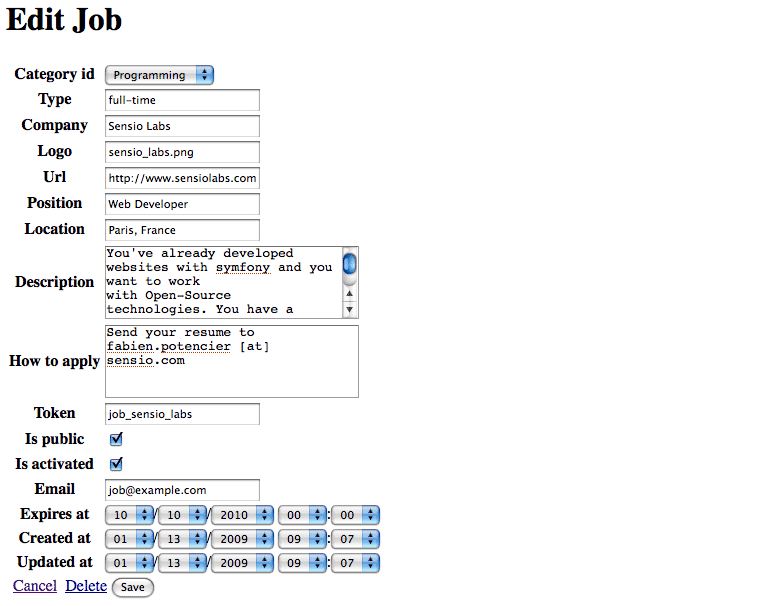 Edit Job
Category id Programming
Type full-time
Company Sensio Labs
Logo sensio_labs.png
Url http://www.sensiolabs.com
Position Web Developer
Location Paris, France
Description You've already developed
websites with symfony and you
want to work
with Open-Source
technologies. You have a
How to apply Send your resume to
fabien.potencier [at]
sensio.com
Token job_sensio_labs
Is public
Is activated
Email job@example.com
Expires at 10 / 10 / 2010 00 : 00
Created at 01 / 13 / 2009 09 : 07
Updated at 01 / 13 / 2009 09 : 07
Cancel Delete Save